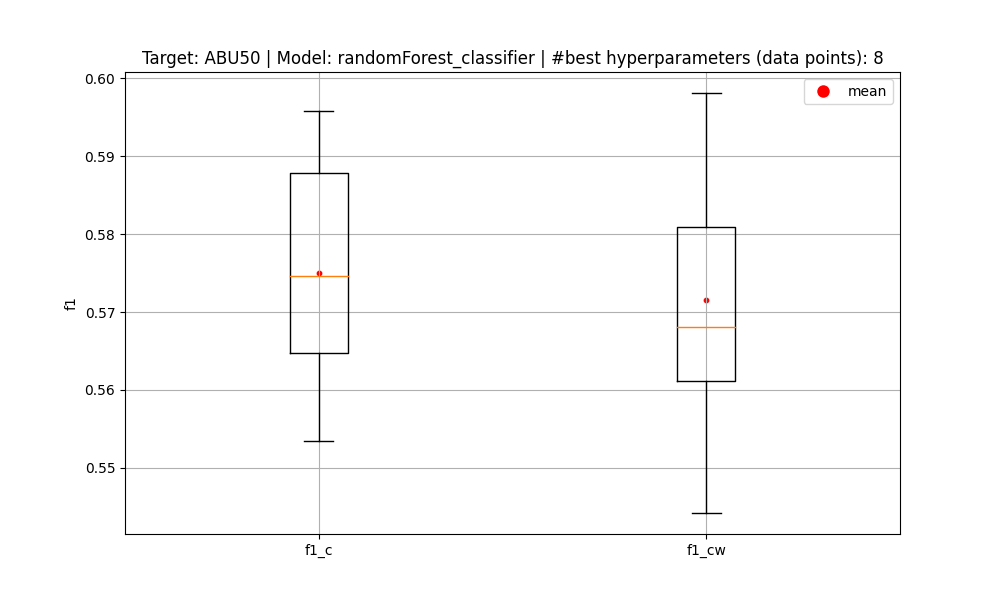 Target: ABU50 | Model: randomForest_classifier | #best hyperparameters (data points): 8
mean
0.60
0.59
0.58
0.57
0.56
0.55
f1
f1_c
f1_cw